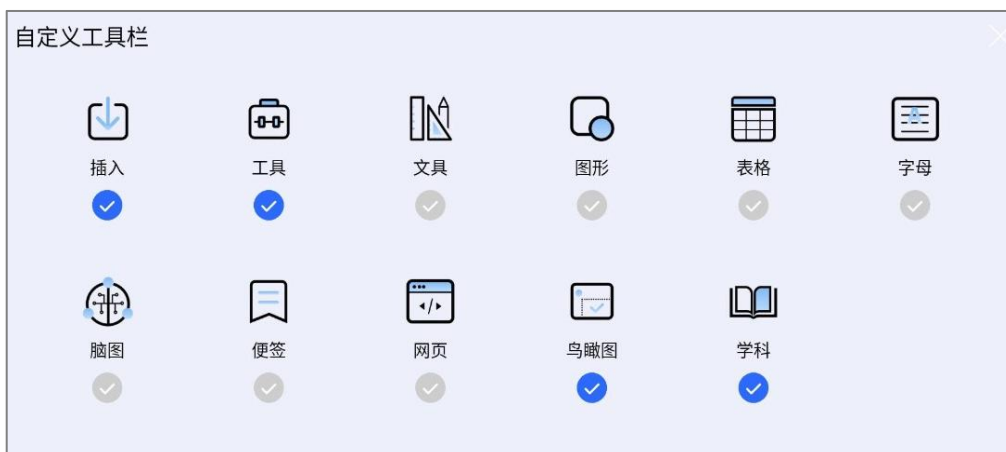 自定义工具栏
插入 工具 文具 图形 表格 字母
脑图 便签 网页 鸟瞰图 学科